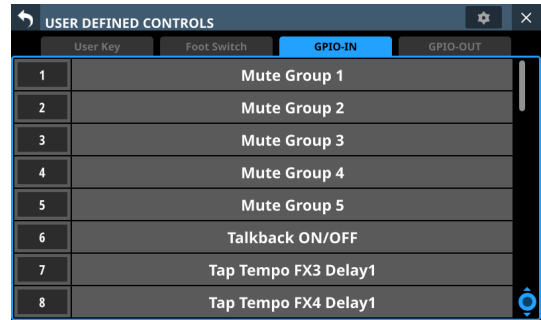 USER DEFINED CONTROLS
User Key Foot Switch GPIO-IN GPIO-OUT
1 Mute Group 1
2 Mute Group 2
3 Mute Group 3
4 Mute Group 4
5 Mute Group 5
6 Talkback ON/OFF
7 Tap Tempo FX3 Delay1
8 Tap Tempo FX4 Delay1